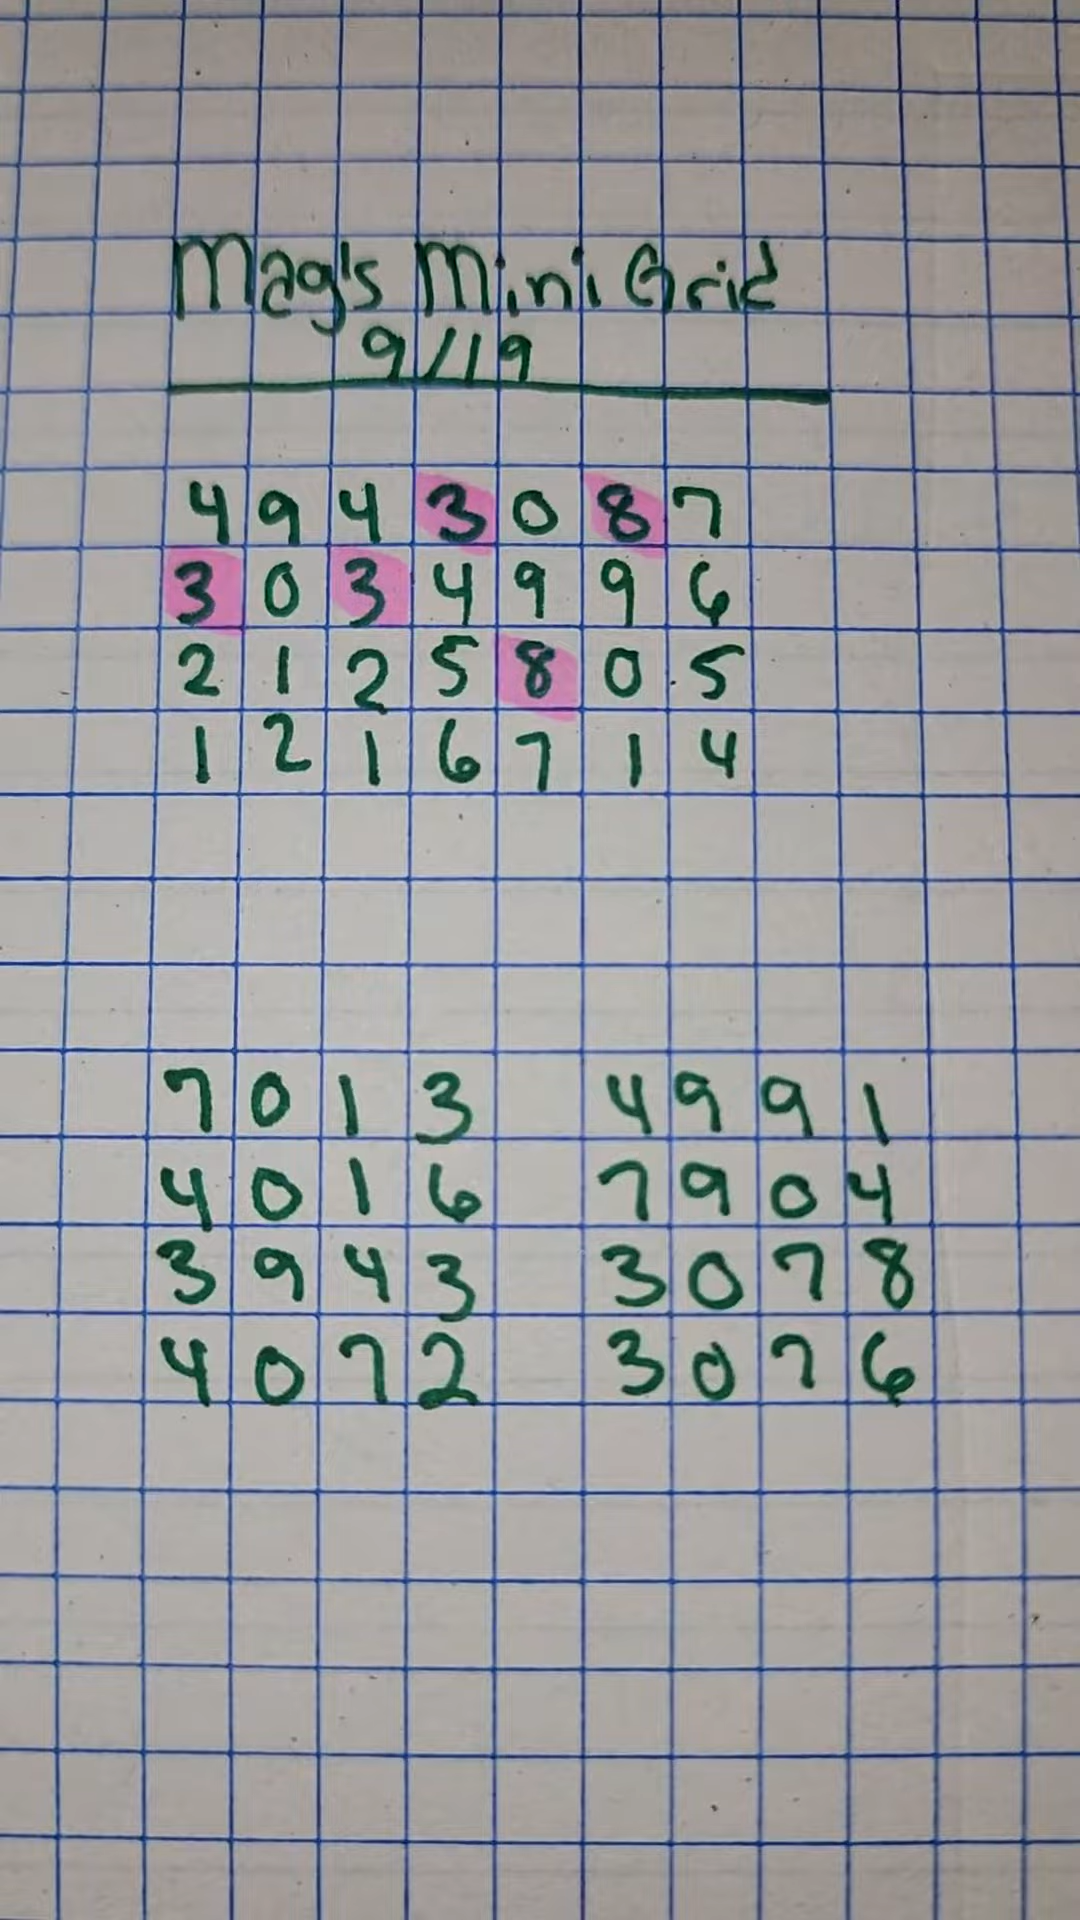 Mag's Mini Grid
9/19
4 9 4 3 0 8 7
3 0 3 4 9 9 6
2 1 2 5 8 0 5
1 2 1 6 7 1 4
7 0 1 3 4 9 9 1
4 0 1 6 7 9 0 4
3 9 4 3 3 0 7 8
4 0 7 2 3 0 7 6